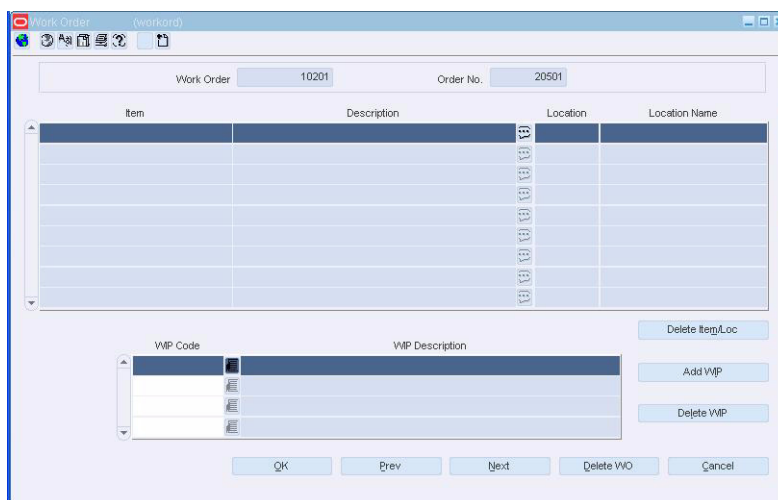 Work Order (workord)
Work Order 10201 Order No. 20501
Item Description Location Location Name
Delete Item/Loc
WIP Code WIP Description
Add WIP
Delete WIP
OK Prev Next Delete WO Cancel